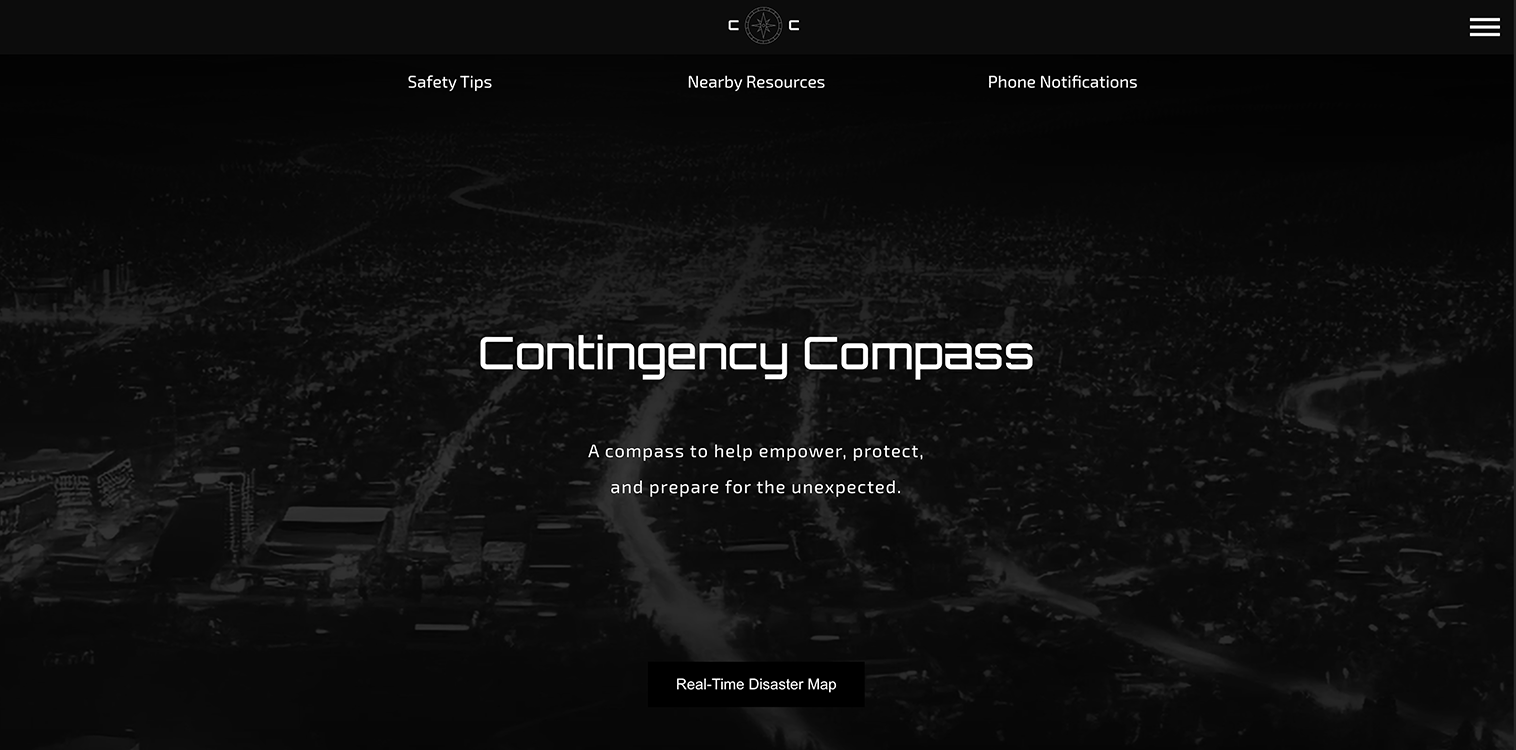 C C
Safety Tips
Nearby Resources
Phone Notifications
Contingency Compass
A compass to help empower, protect,
and prepare for the unexpected.
Real-Time Disaster Map